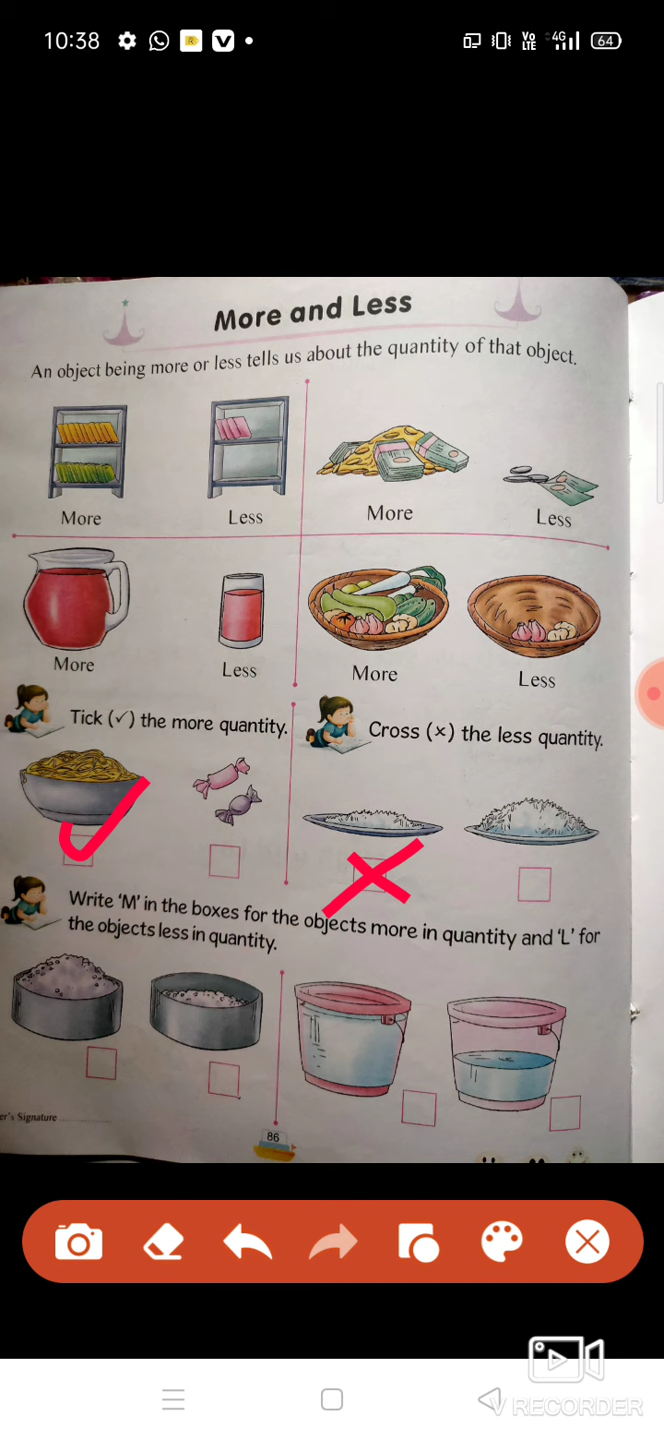 10:38
Vo
LTE
4G
64
More and Less
An object being more or less tells us about the quantity of that object.
More
Less
More
Less
More
Less
More
Less
Tick (✓) the more quantity.
Cross (×) the less quantity.
Write 'M' in the boxes for the objects more in quantity and 'L' for
the objects less in quantity.
er's Signature
86
V RECORDER